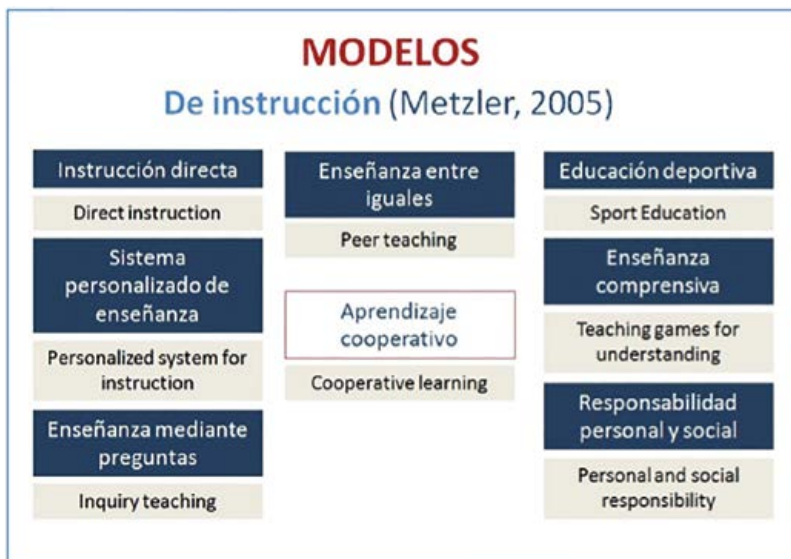 MODELOS
De instrucción (Metzler, 2005)
Instrucción directa
Direct instruction
Sistema
personalizado de
enseñanza
Personalized system for
instruction
Enseñanza mediante
preguntas
Inquiry teaching
Enseñanza entre
iguales
Peer teaching
Aprendizaje
cooperativo
Cooperative learning
Educación deportiva
Sport Education
Enseñanza
comprensiva
Teaching games for
understanding
Responsabilidad
personal y social
Personal and social
responsibility